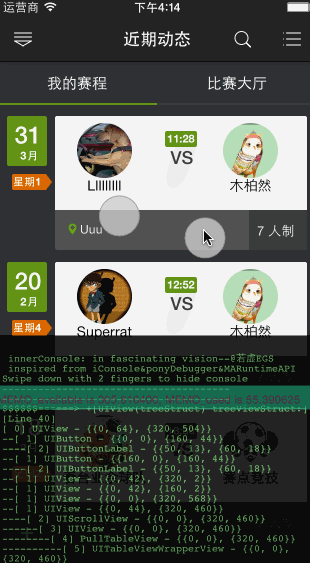 运营商 下午4:14
近期动态
我的赛程 比赛大厅
31
3月
星期1
11:28
VS
Lllllllll
木柏然
Uuu
7 人制
20
2月
星期4
12:52
VS
Superrat
木柏然
innerConsole: in fascinating vision--@若虚EGS
inspired from iConsole&ponyDebugger&MARuntimeAPI
Swipe down with 2 fingers to hide console
[Line 40]
[ 0] UIView - {{0, 64}, {320, 504}}
--[ 1] UIButton - {{0, 0}, {160, 44}}
----[ 2] UIButtonLabel - {{50, 13}, {60, 18}}
--[ 1] UIButton - {{160, 0}, {160, 44}}
----[ 2] UIButtonLabel - {{50, 13}, {60, 18}}
--[ 1] UIView - {{0, 42}, {320, 2}}
--[ 1] UIView - {{0, 42}, {160, 2}}
--[ 1] UIView - {{0, 0}, {320, 568}}
--[ 1] UIView - {{0, 44}, {320, 460}}
----[ 2] UIScrollView - {{0, 0}, {320, 460}}
------[ 3] UIView - {{0, 0}, {320, 460}}
--------[ 4] PullTableView - {{0, 0}, {320, 460}}
----------[ 5] UITableViewWrapperView - {{0, 0}, {320, 460}}